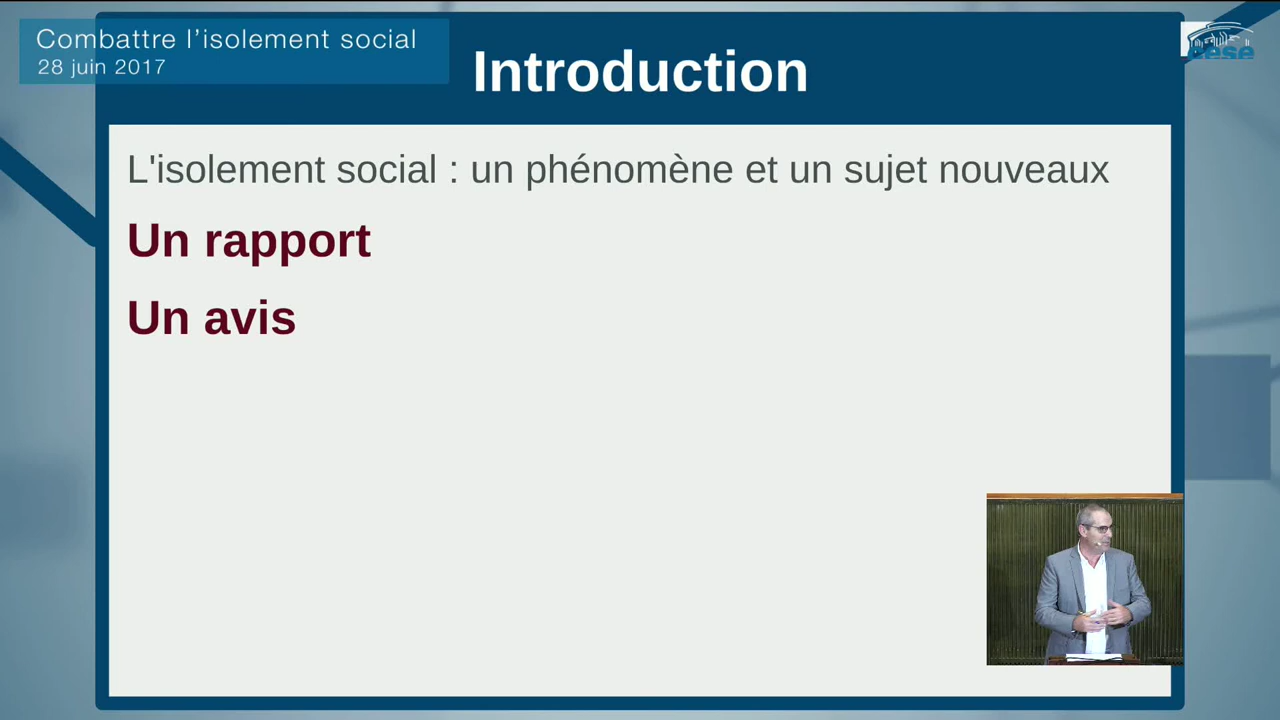 Combattre l’isolement social
28 juin 2017
Introduction
cese
L'isolement social : un phénomène et un sujet nouveaux
Un rapport
Un avis